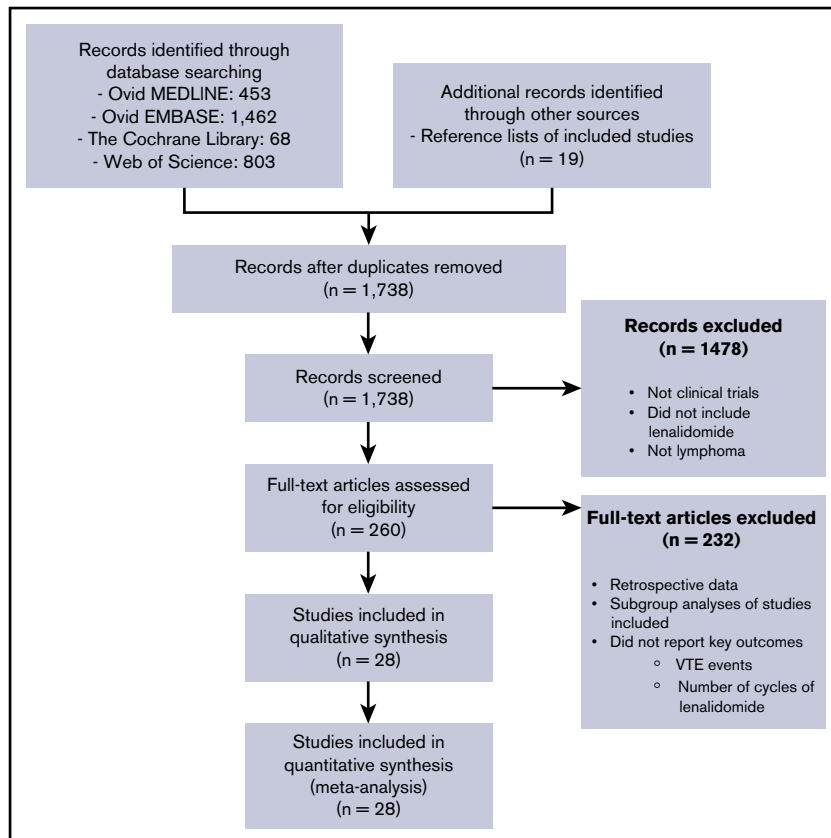 Records identified through
database searching
- Ovid MEDLINE: 453
- Ovid EMBASE: 1,462
- The Cochrane Library: 68
- Web of Science: 803
Additional records identified
through other sources
- Reference lists of included studies
(n = 19)
Records after duplicates removed
(n = 1,738)
Records screened
(n = 1,738)
Records excluded
(n = 1478)
• Not clinical trials
• Did not include
lenalidomide
• Not lymphoma
Full-text articles assessed
for eligibility
(n = 260)
Full-text articles excluded
(n = 232)
• Retrospective data
• Subgroup analyses of studies
included
• Did not report key outcomes
○ VTE events
○ Number of cycles of
lenalidomide
Studies included in
qualitative synthesis
(n = 28)
Studies included in
quantitative synthesis
(meta-analysis)
(n = 28)